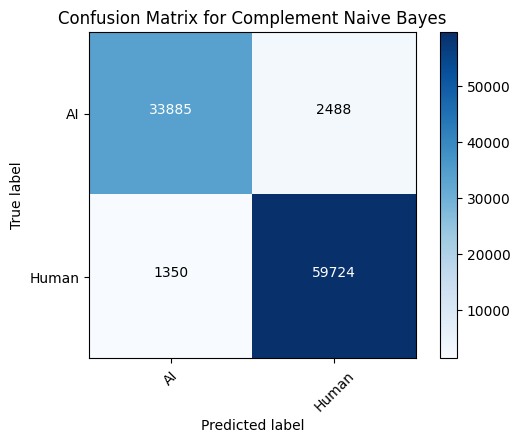 Confusion Matrix for Complement Naive Bayes
True label
AI
Human
33885
2488
1350
59724
AI
Human
Predicted label
50000
40000
30000
20000
10000